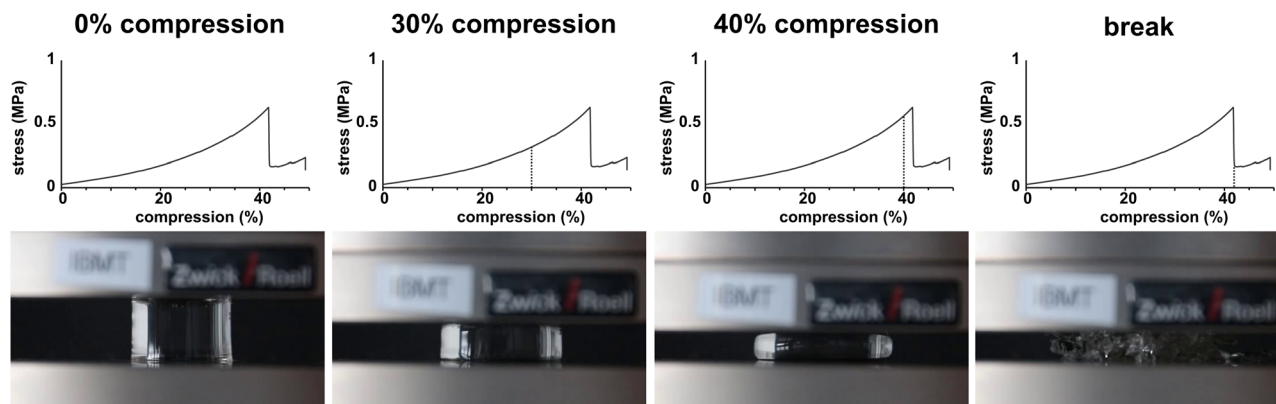 0% compression
30% compression
40% compression
break
1
0.5
0
stress (MPa)
0
20
40
compression (%)
1
0.5
0
stress (MPa)
0
20
40
compression (%)
1
0.5
0
stress (MPa)
0
20
40
compression (%)
1
0.5
0
stress (MPa)
0
20
40
compression (%)
IBMT
Zwick Roell
IBMT
Zwick Roell
IBMT
Zwick Roell
IBMT
Zwick Roell